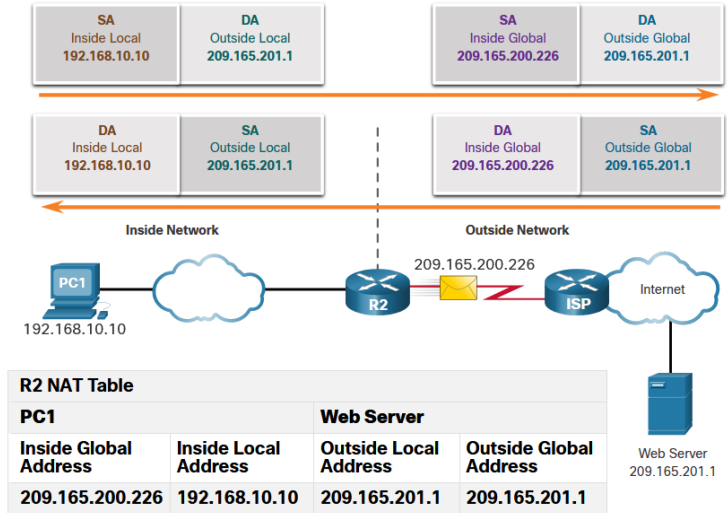 SA
Inside Local
192.168.10.10
DA
Outside Local
209.165.201.1
SA
Inside Global
209.165.200.226
DA
Outside Global
209.165.201.1
DA
Inside Local
192.168.10.10
SA
Outside Local
209.165.201.1
DA
Inside Global
209.165.200.226
SA
Outside Global
209.165.201.1
Inside Network
Outside Network
PC1
192.168.10.10
R2
209.165.200.226
ISP
Internet
Web Server
209.165.201.1
R2 NAT Table
PC1
Web Server
Inside Global
Address
Inside Local
Address
Outside Local
Address
Outside Global
Address
209.165.200.226
192.168.10.10
209.165.201.1
209.165.201.1